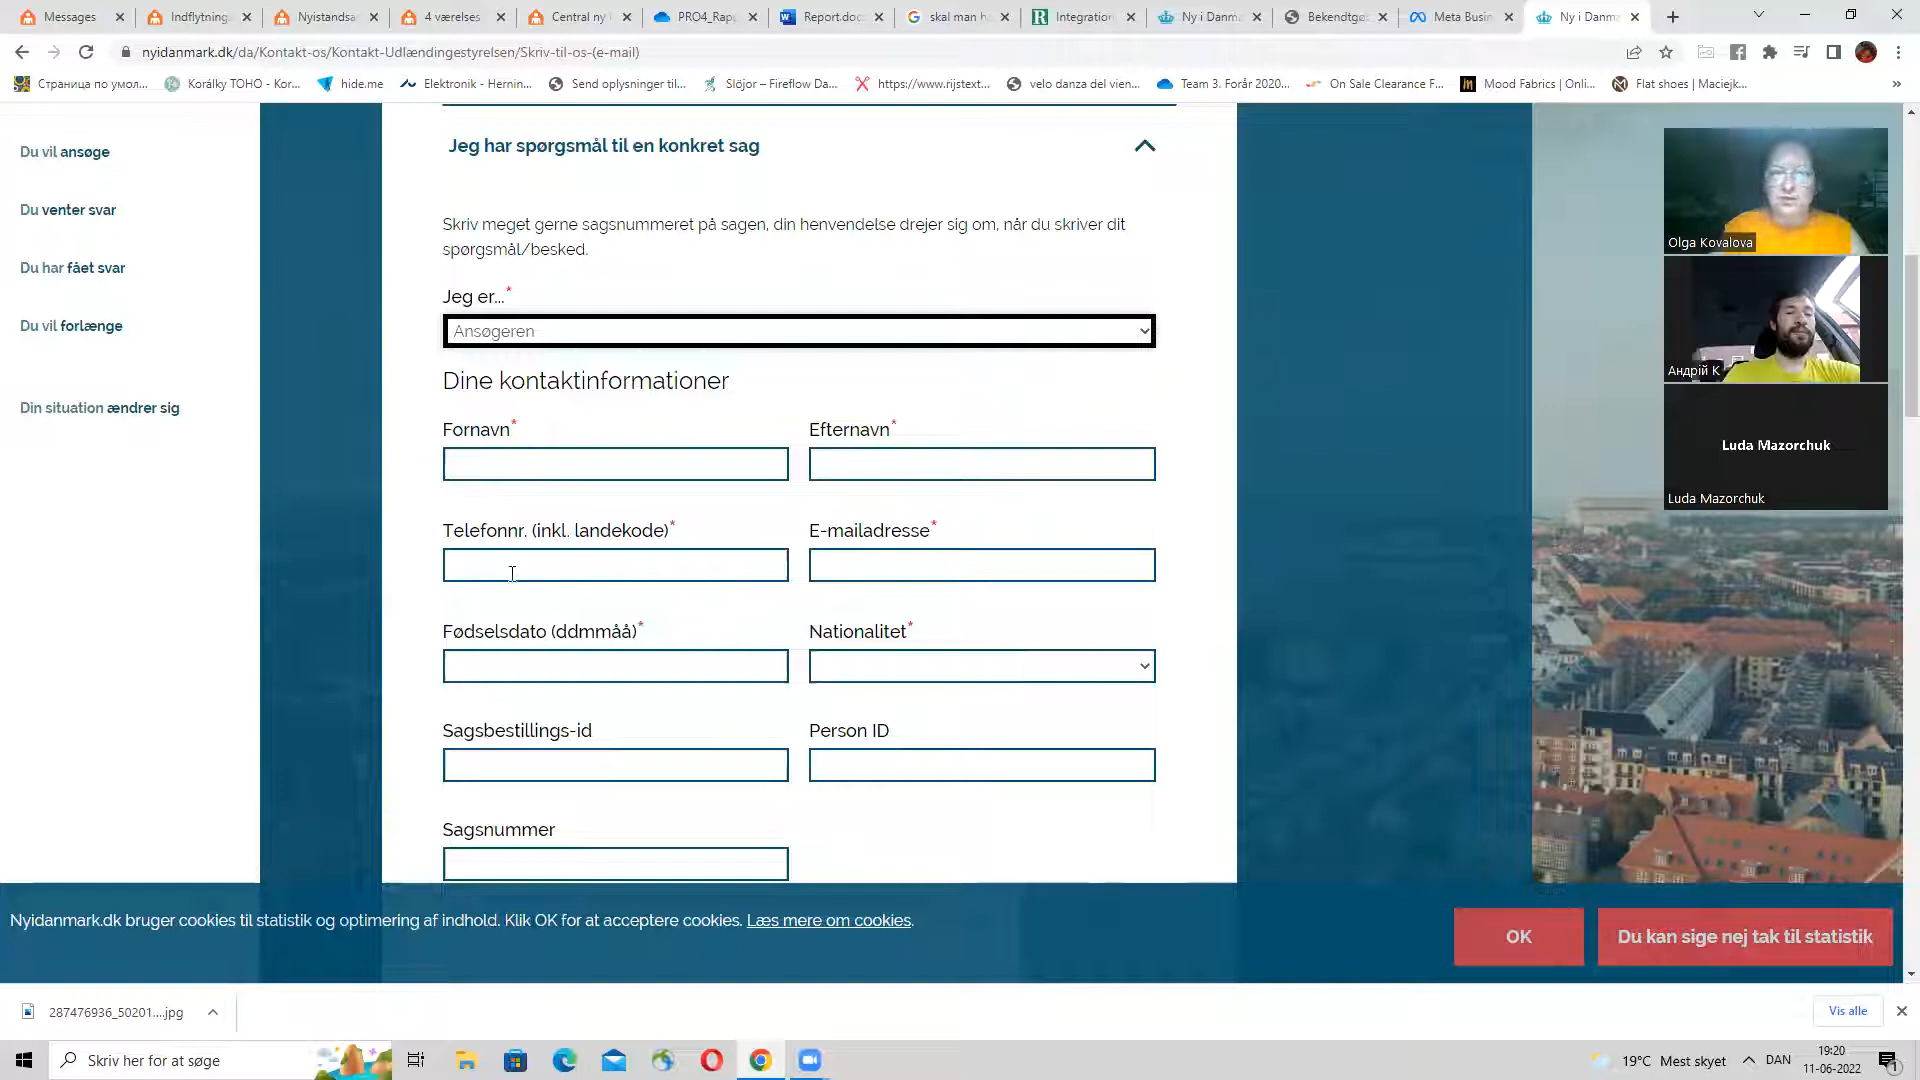 Messages
Indflytning
Nyistandsa
4 værelses
Central ny
PRO4_Rap
Report.doc
skal man h
Integration
Ny i Danm
Bekendtgø
Meta Busin
Ny i Danm
nyidanmark.dk/da/Kontakt-os/Kontakt-Udlændingestyrelsen/Skriv-til-os-(e-mail)
Страница по умол...
Korálky TOHO - Kor...
hide.me
Elektronik - Hernin...
Send oplysninger til...
Slöjor – Fireflow Da...
https://www.rijstext...
velo danza del vien...
Team 3. Forår 2020...
On Sale Clearance F...
Mood Fabrics | Onli...
Flat shoes | Maciejk...
»
Du vil ansøge
Du venter svar
Du har fået svar
Du vil forlænge
Din situation ændrer sig
Jeg har spørgsmål til en konkret sag
Skriv meget gerne sagsnummeret på sagen, din henvendelse drejer sig om, når du skriver dit
spørgsmål/besked.
Jeg er...*
Ansøgeren
Dine kontaktinformationer
Fornavn*
Efternavn*
Telefonnr. (inkl. landekode)*
E-mailadresse*
Fødselsdato (ddmmåå)*
Nationalitet*
Sagsbestillings-id
Person ID
Sagsnummer
Olga Kovalova
Андрій К
Luda Mazorchuk
Luda Mazorchuk
Nyidanmark.dk bruger cookies til statistik og optimering af indhold. Klik OK for at acceptere cookies. Læs mere om cookies.
OK
Du kan sige nej tak til statistik
287476936_50201....jpg
Vis alle
Skriv her for at søge
19°C Mest skyet
DAN
19:20
11-06-2022
1